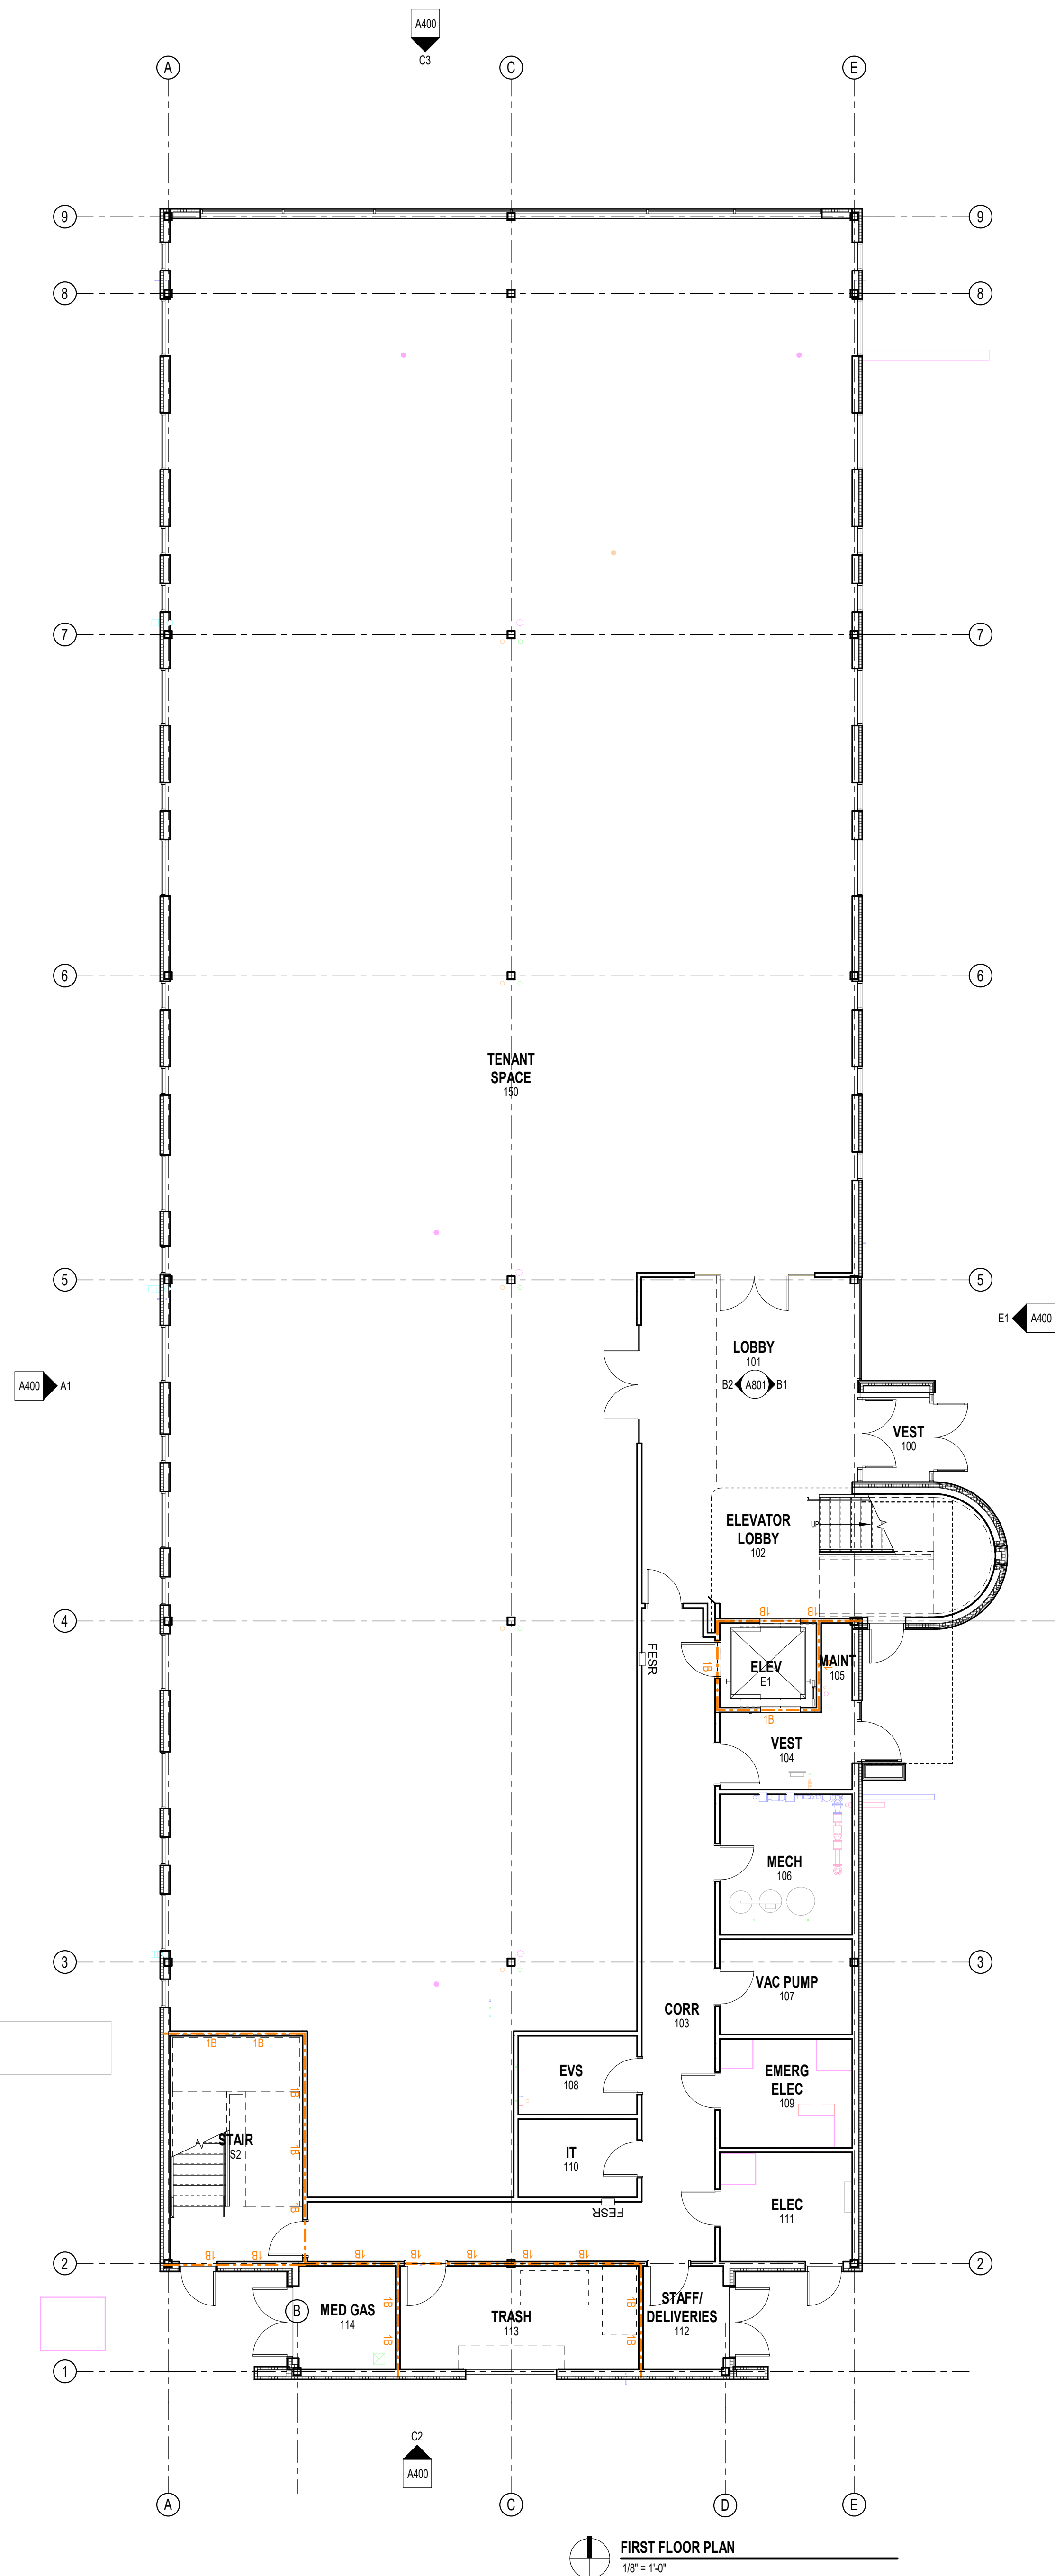 A400
C3
A
C
E
9
9
8
8
7
7
6
6
TENANT
SPACE
150
5
5
E1
A400
LOBBY
101
A400
A1
B2
A801
B1
VEST
100
ELEVATOR
LOBBY
102
UP
A
1B
1B
4
FESR
1B
ELEV
E1
MAINT
105
1B
VEST
104
MECH
106
3
3
VAC PUMP
107
CORR
103
1B
1B
EVS
108
EMERG
ELEC
109
1B
A
STAIR
S2
1B
IT
110
ELEC
111
1B
FESR
1B
1B
1B
1B
1B
1B
2
2
B
MED GAS
114
1B
1B
TRASH
113
1B
1B
STAFF/
DELIVERIES
112
1
C2
A400
A
C
D
E
FIRST FLOOR PLAN
1/8" = 1'-0"